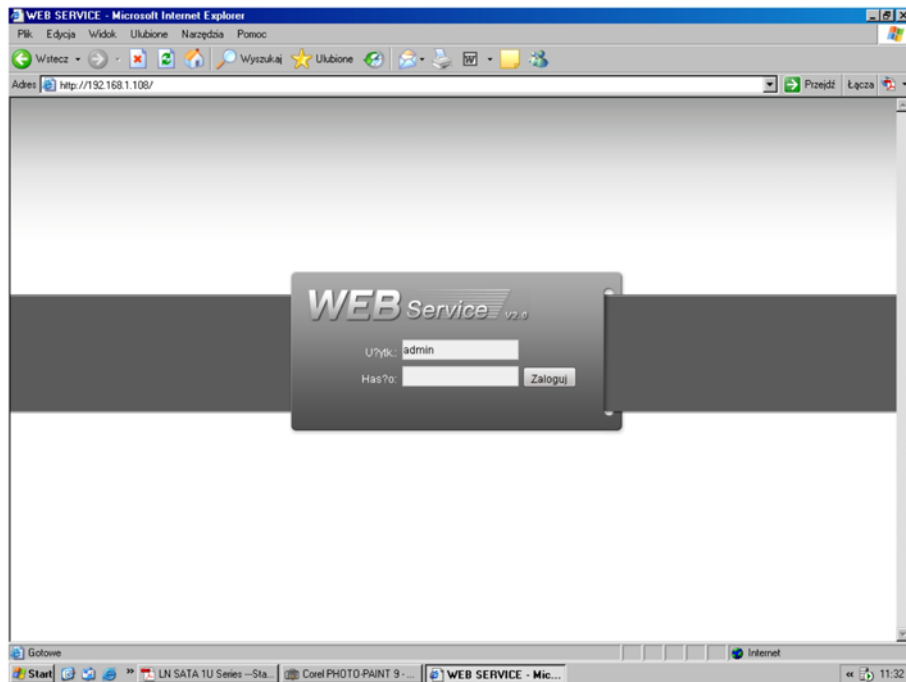 WEB SERVICE - Microsoft Internet Explorer
Plik Edycja Widok Ulubione Narzędzia Pomoc
Wstecz Wyszukaj Ulubione
Adres http://192.168.1.108/ Przejdź Łącza
WEB Service V2.0
U?ytk.: admin
Has?o: Zaloguj
Gotowe Internet
Start LN SATA 1U Series --Sta... Corel PHOTO-PAINT 9 - ... WEB SERVICE - Mic... 11:32